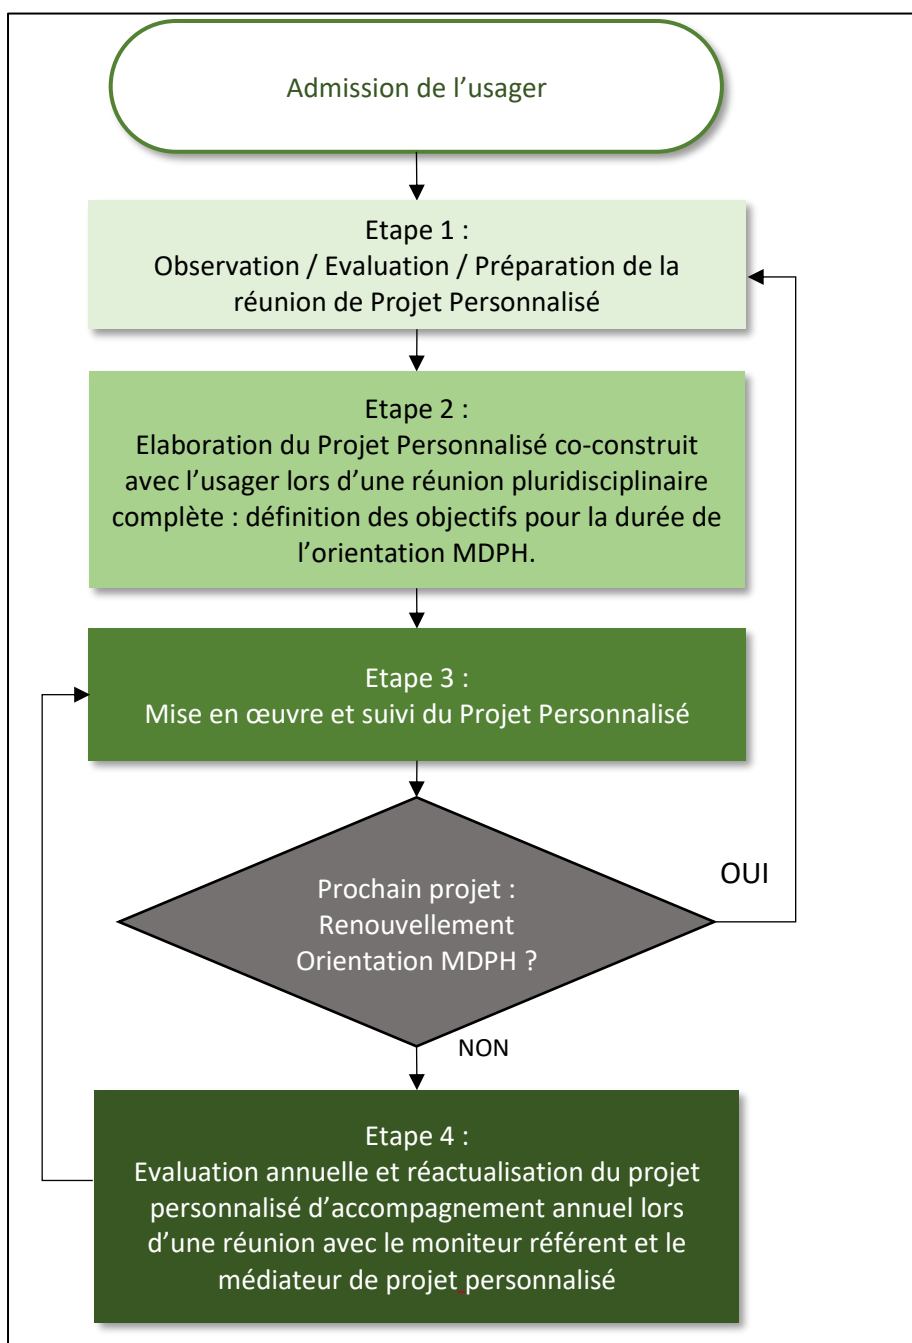 Admission de l’usager
Etape 1 :
Observation / Evaluation / Préparation de la
réunion de Projet Personnalisé
Etape 2 :
Elaboration du Projet Personnalisé co-construit
avec l’usager lors d’une réunion pluridisciplinaire
complète : définition des objectifs pour la durée de
l’orientation MDPH.
Etape 3 :
Mise en œuvre et suivi du Projet Personnalisé
Prochain projet :
Renouvellement
Orientation MDPH ?
OUI
NON
Etape 4 :
Evaluation annuelle et réactualisation du projet
personnalisé d’accompagnement annuel lors
d’une réunion avec le moniteur référent et le
médiateur de projet personnalisé